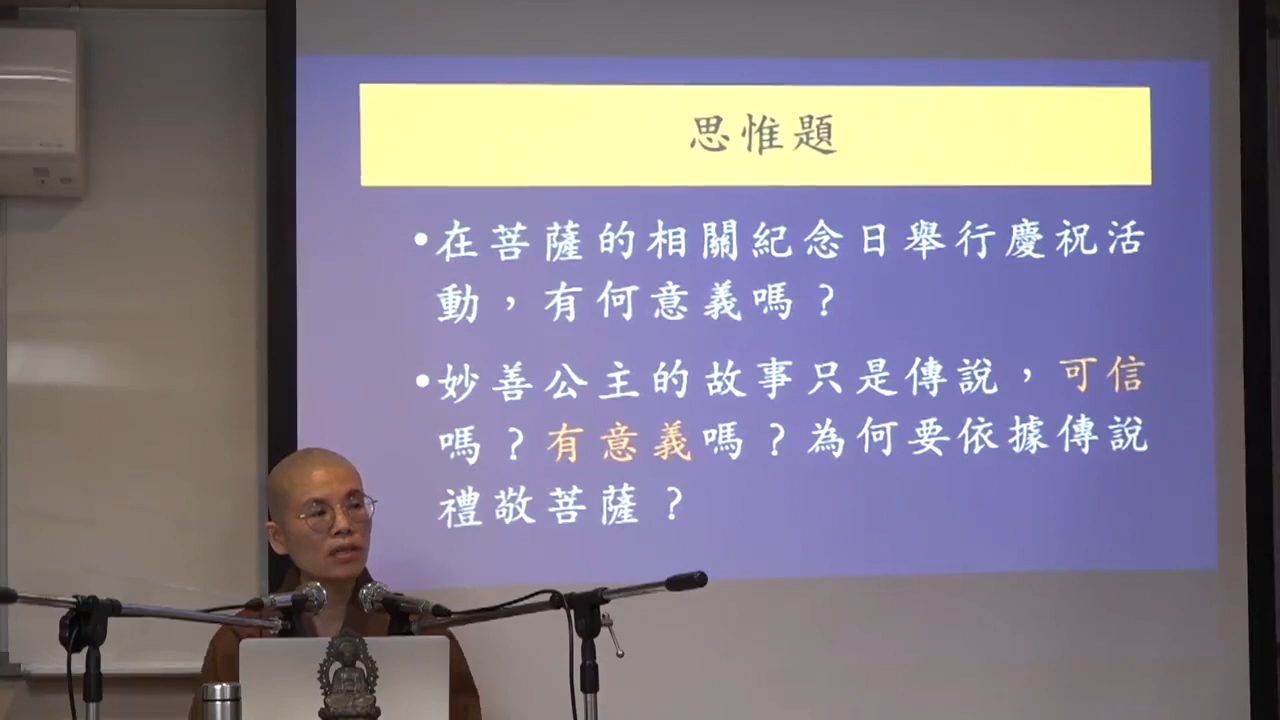 思惟題
•在菩薩的相關紀念日舉行慶祝活
動，有何意義嗎？
•妙善公主的故事只是傳說，可信
嗎？有意義嗎？為何要依據傳說
禮敬菩薩？